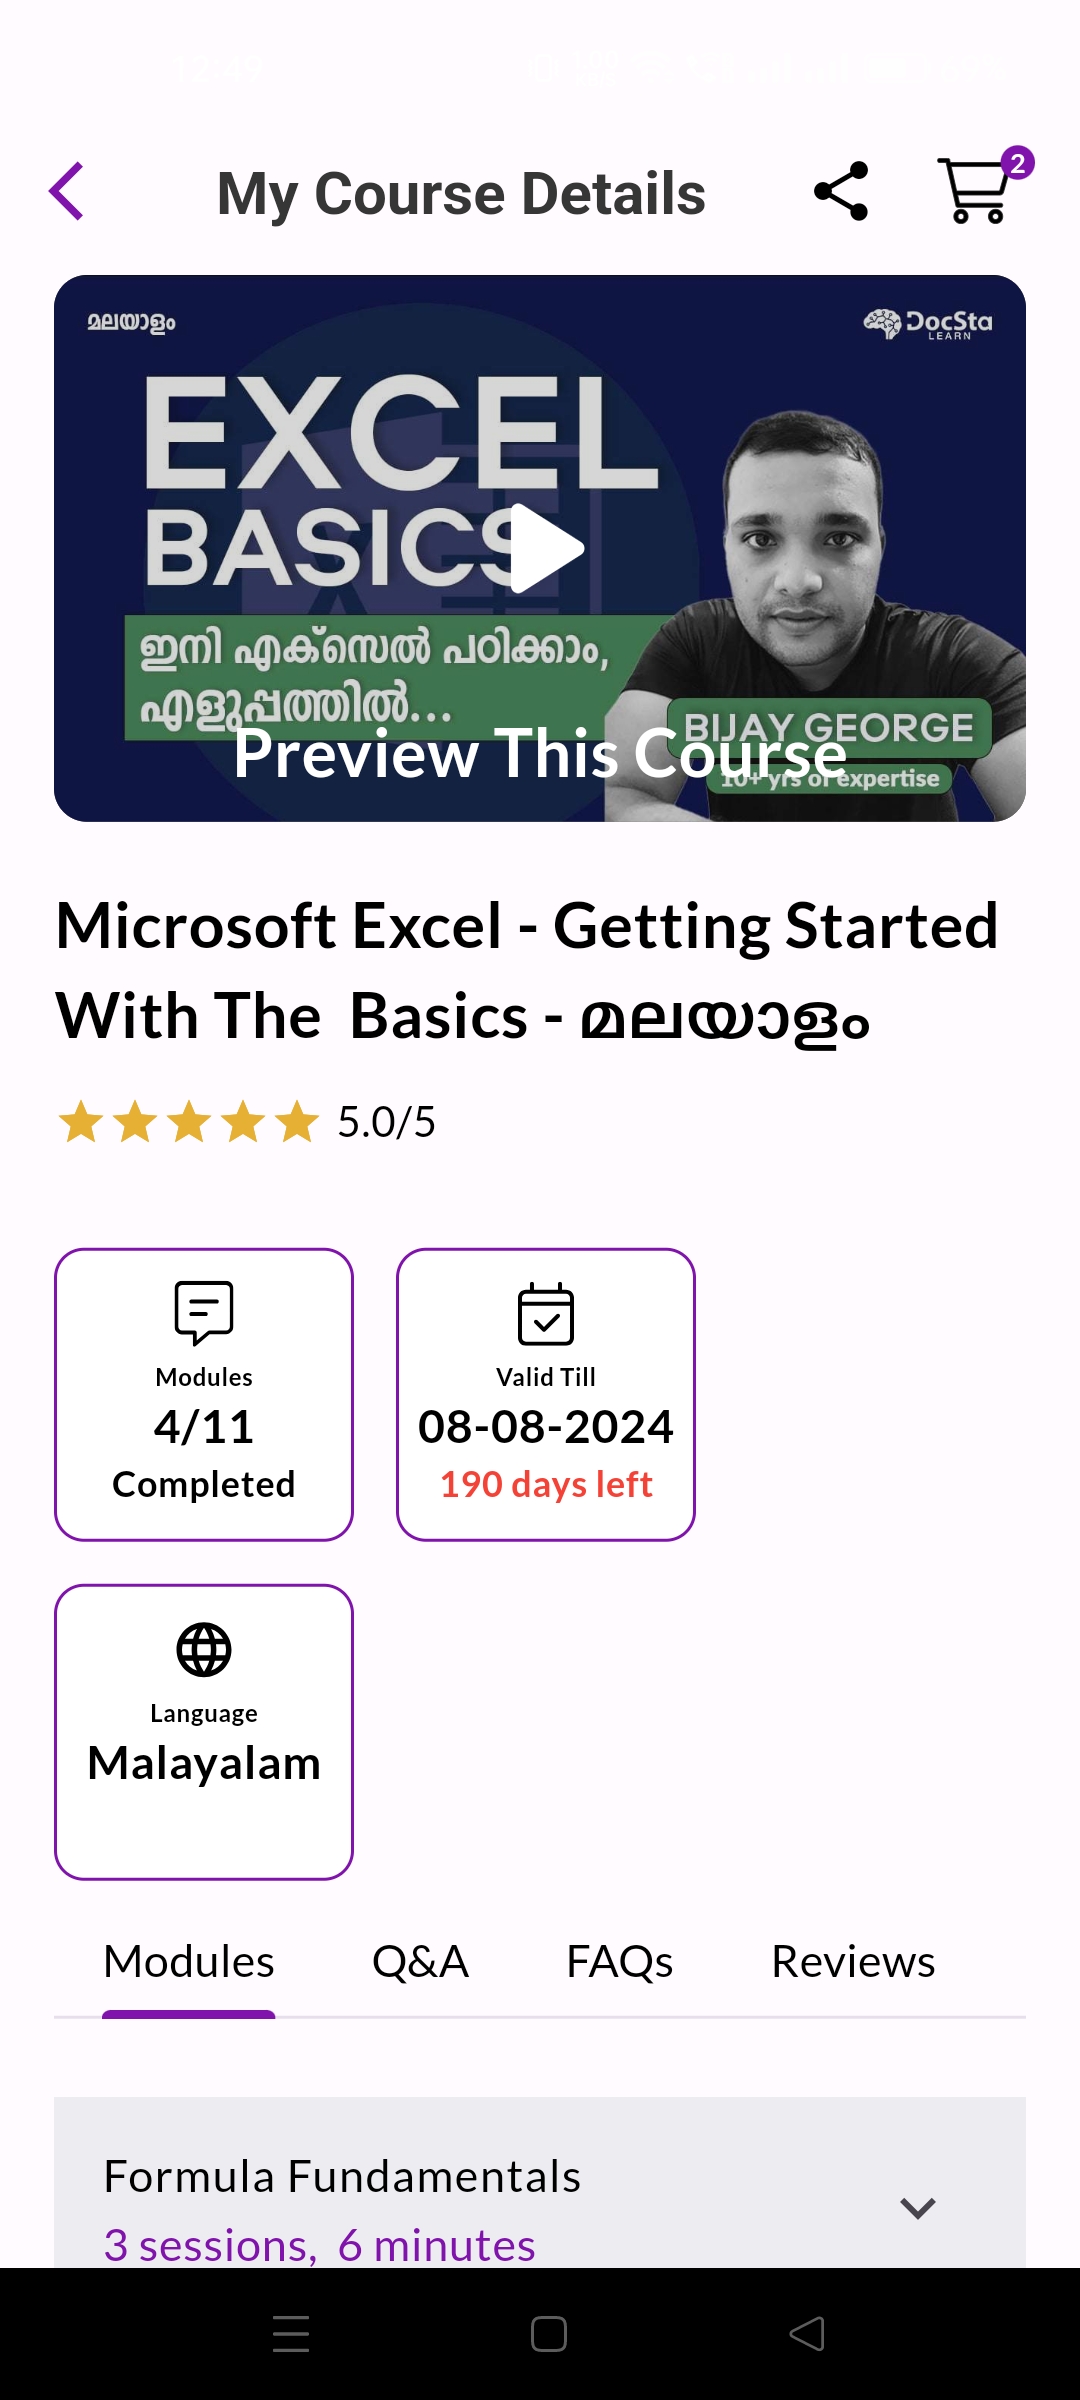 My Course Details
2
മലയാളം
DocSta
LEARN
EXCEL
BASICS
ഇനി എക്സെൽ പഠിക്കാം,
എളുപ്പത്തിൽ...
BIJAY GEORGE
10+ yrs of expertise
Preview This Course
Microsoft Excel - Getting Started
With The Basics - മലയാളം
5.0/5
Modules
4/11
Completed
Valid Till
08-08-2024
190 days left
Language
Malayalam
Modules Q&A FAQs Reviews
Formula Fundamentals
3 sessions, 6 minutes